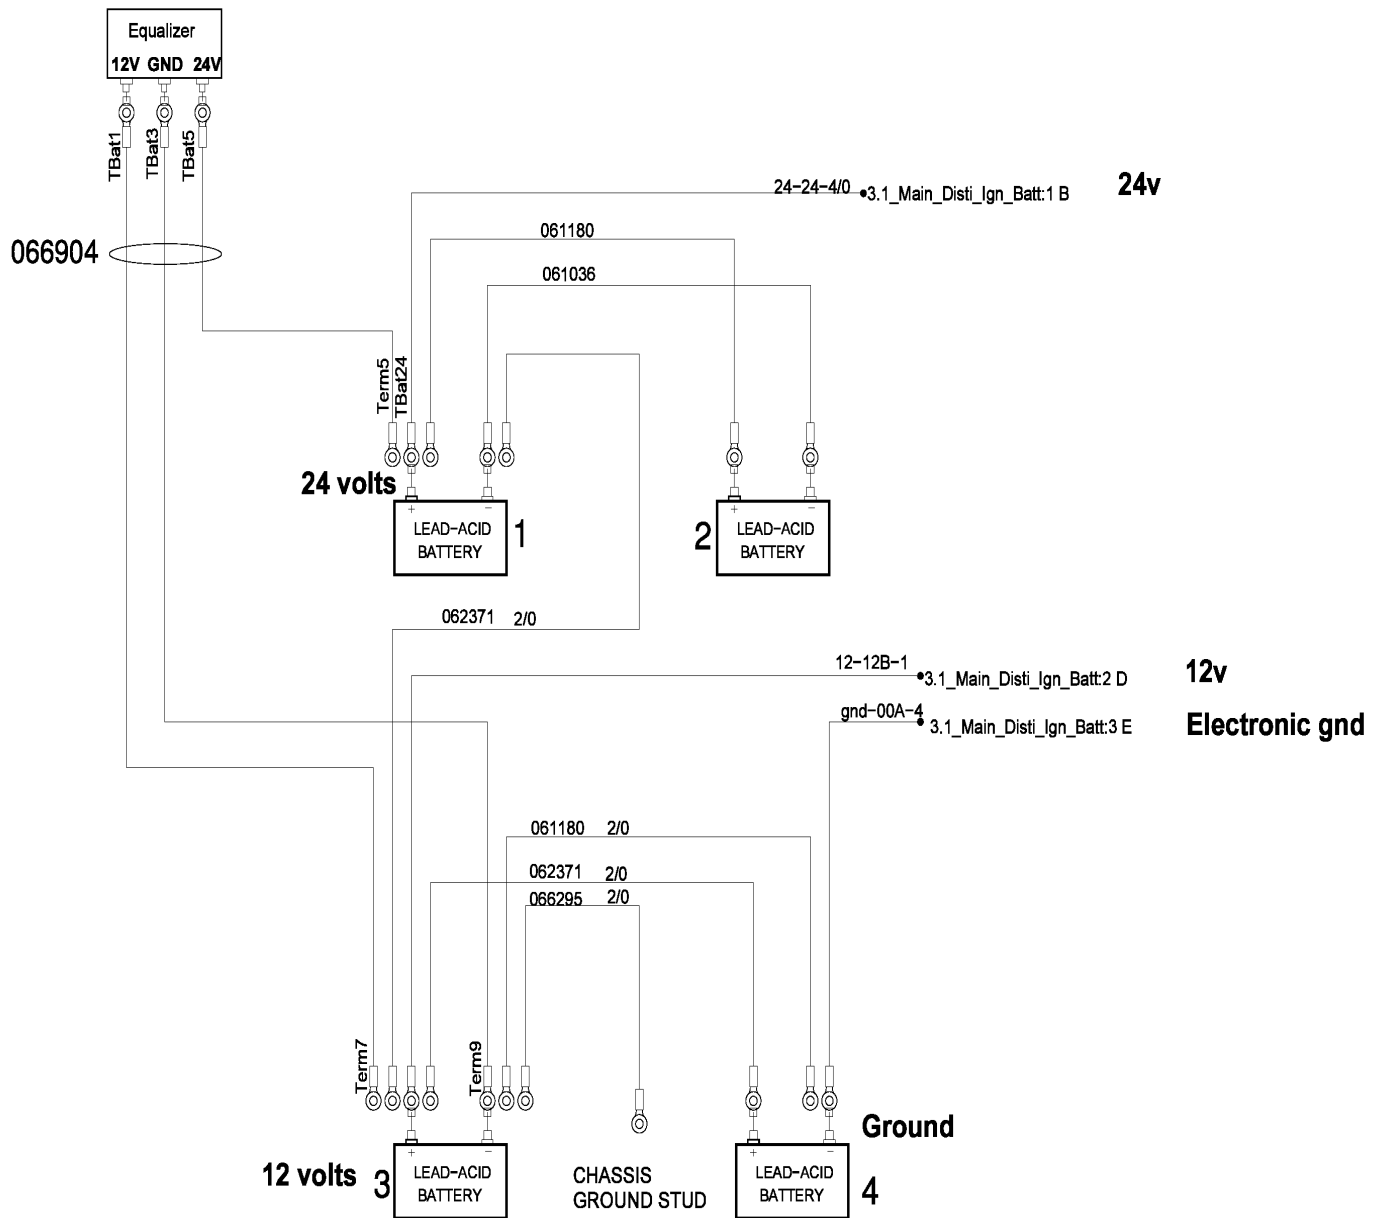 Equalizer
12V GND 24V
TBat1
TBat3
TBat5
066904
24-24-4/0
3.1_Main_Disti_Ign_Batt:1 B
24v
061180
061036
Term5
TBat24
24 volts
+ −
LEAD-ACID
BATTERY
1
2
+ −
LEAD-ACID
BATTERY
062371 2/0
12-12B-1
3.1_Main_Disti_Ign_Batt:2 D
12v
gnd-00A-4
3.1_Main_Disti_Ign_Batt:3 E
Electronic gnd
061180 2/0
062371 2/0
066295 2/0
Term7
Term9
Ground
12 volts
3
+ −
LEAD-ACID
BATTERY
CHASSIS
GROUND STUD
+ −
LEAD-ACID
BATTERY
4